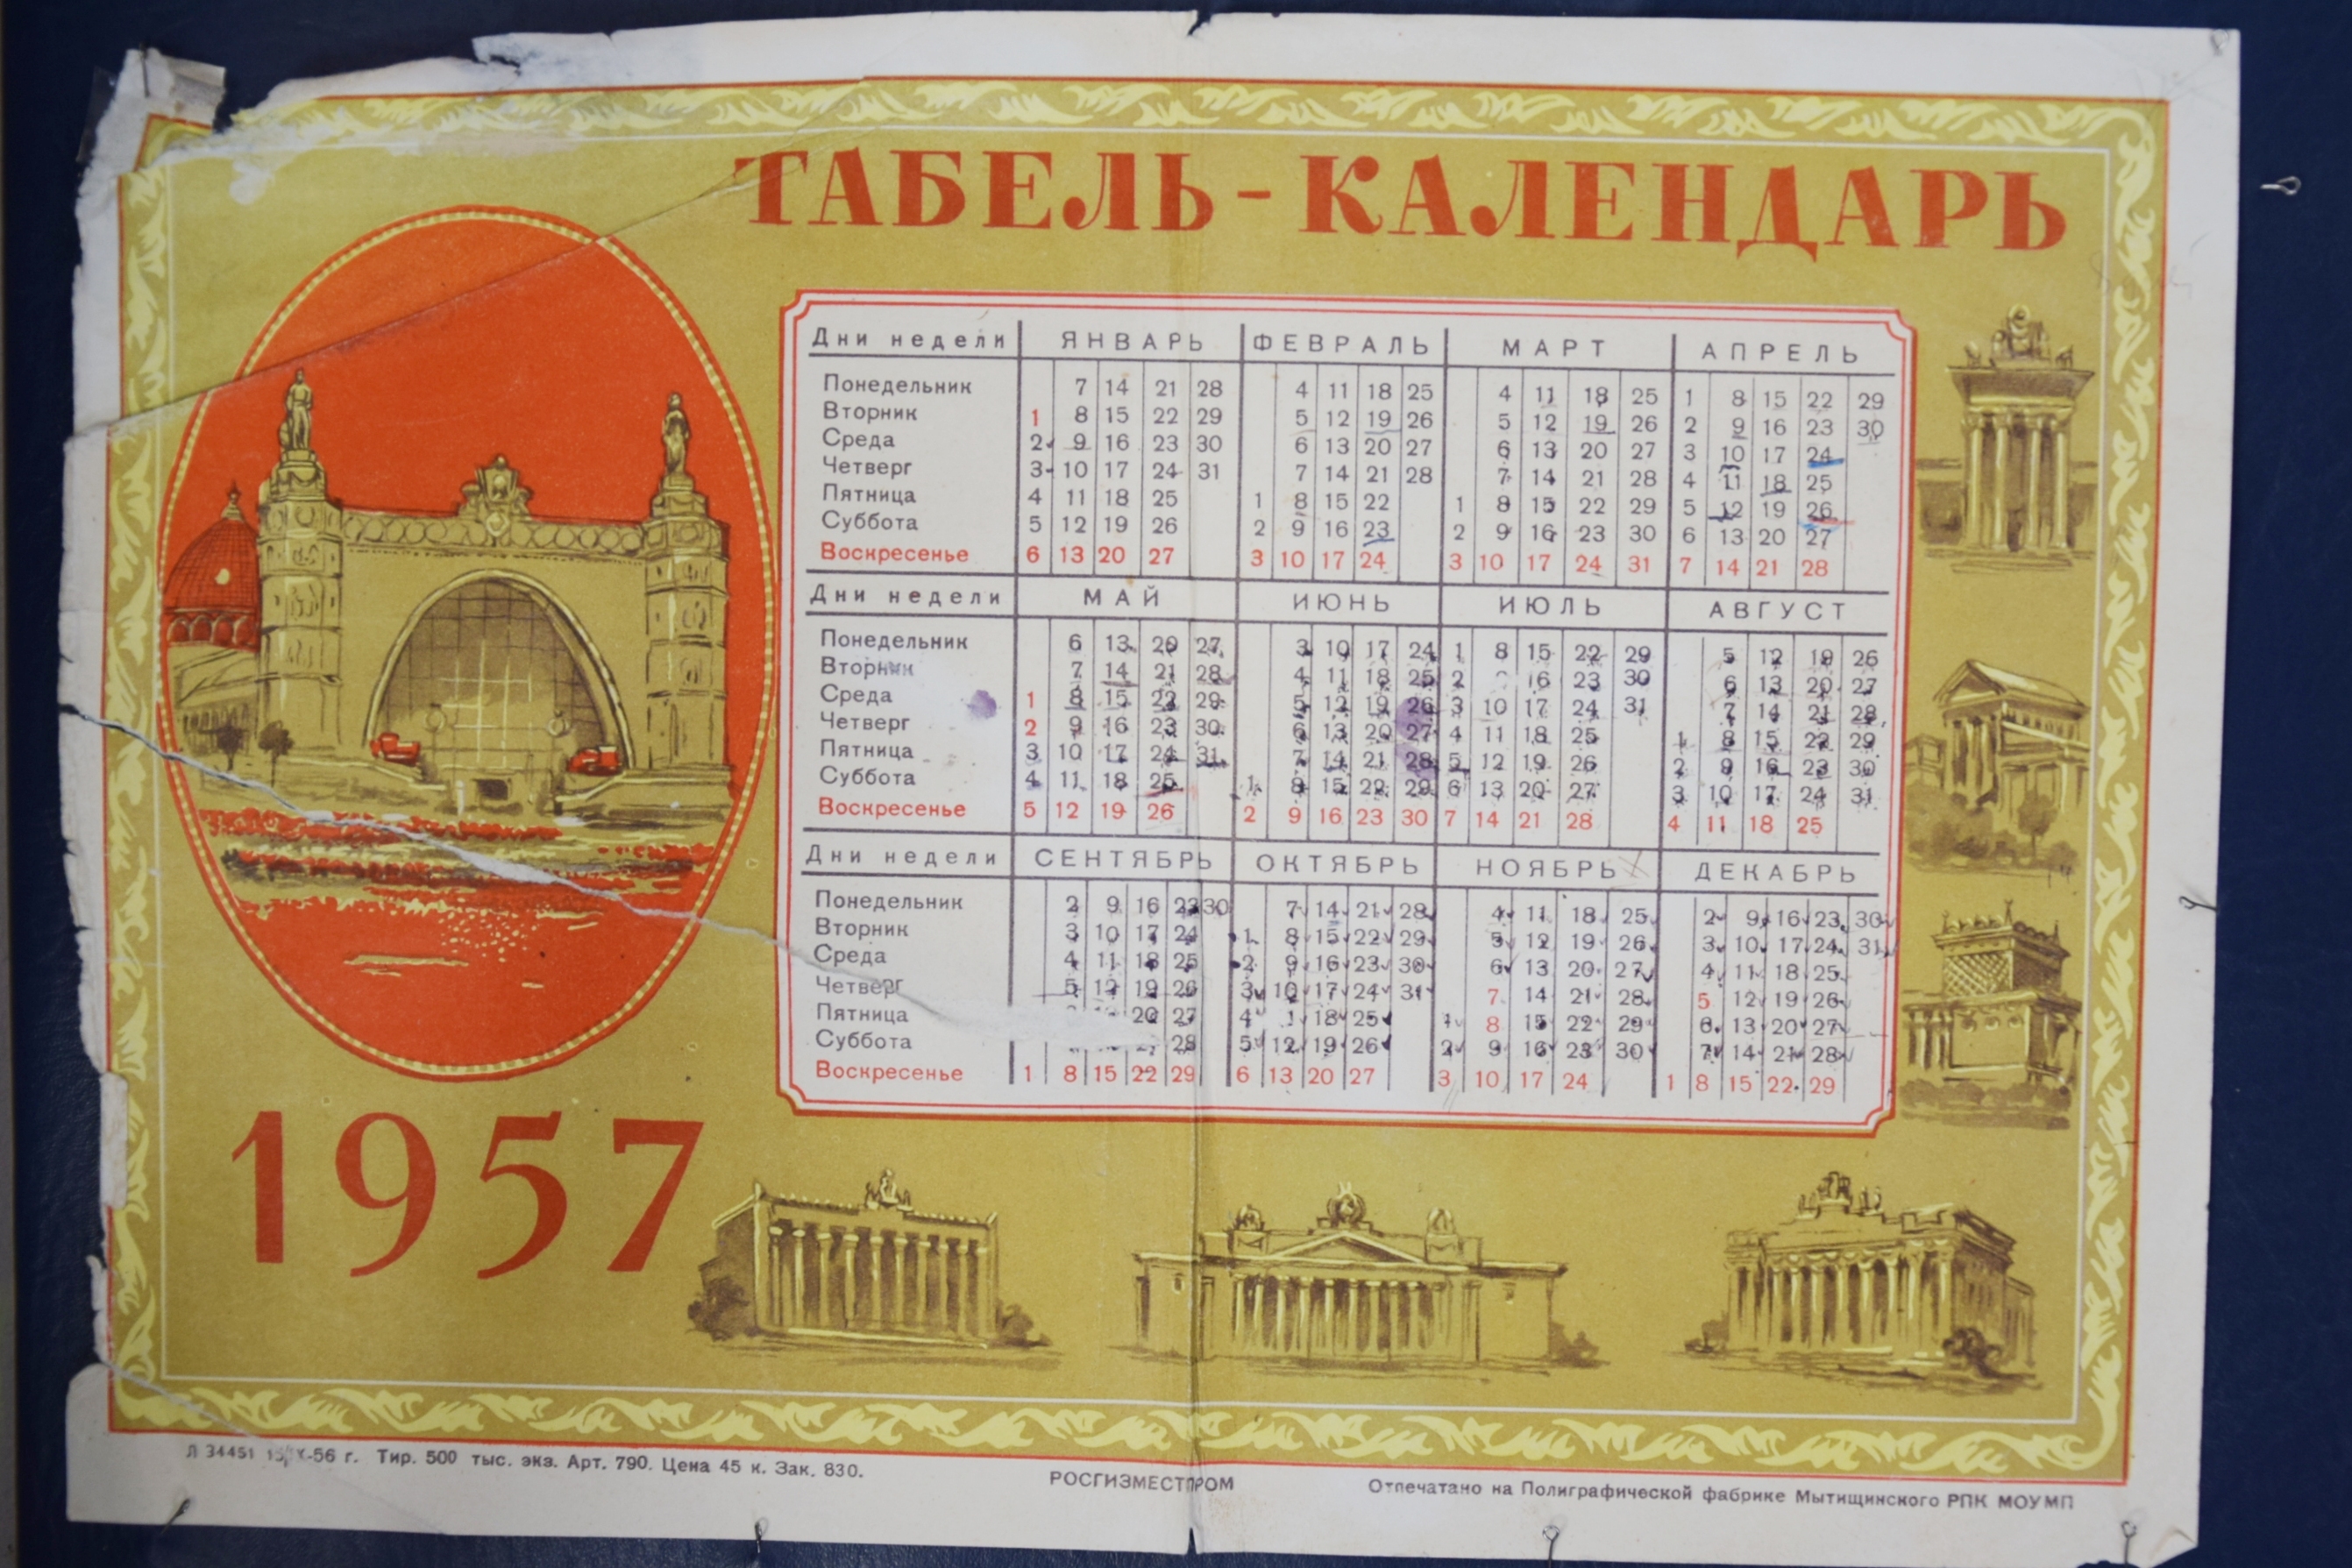 ТАБЕЛЬ-КАЛЕНДАРЬ
Дни недели ЯНВАРЬ ФЕВРАЛЬ МАРТ АПРЕЛЬ
Понедельник 7 14 21 28 4 11 18 25 4 11 18 25 1 8 15 22 29
Вторник 1 8 15 22 29 5 12 19 26 5 12 19 26 2 9 16 23 30
Среда 2 9 16 23 30 6 13 20 27 6 13 20 27 3 10 17 24
Четверг 3 10 17 24 31 7 14 21 28 7 14 21 28 4 11 18 25
Пятница 4 11 18 25 1 8 15 22 1 8 15 22 29 5 12 19 26
Суббота 5 12 19 26 2 9 16 23 2 9 16 23 30 6 13 20 27
Воскресенье 6 13 20 27 3 10 17 24 3 10 17 24 31 7 14 21 28
Дни недели МАЙ ИЮНЬ ИЮЛЬ АВГУСТ
Понедельник 6 13 20 27 3 10 17 24 1 8 15 22 29 5 12 19 26
Вторник 7 14 21 28 4 11 18 25 2 16 23 30 6 13 20 27
Среда 1 8 15 22 29 5 12 19 26 3 10 17 24 31 7 14 21 28
Четверг 2 9 16 23 30 6 13 20 27 4 11 18 25 1 8 15 22 29
Пятница 3 10 17 24 31 7 14 21 28 5 12 19 26 2 9 16 23 30
Суббота 4 11 18 25 1 8 15 22 29 6 13 20 27 3 10 17 24 31
Воскресенье 5 12 19 26 2 9 16 23 30 7 14 21 28 4 11 18 25
Дни недели СЕНТЯБРЬ ОКТЯБРЬ НОЯБРЬ ДЕКАБРЬ
Понедельник 2 9 16 23 30 7 14 21 28 4 11 18 25 2 9 16 23 30
Вторник 3 10 17 24 1 8 15 22 29 5 12 19 26 3 10 17 24 31
Среда 4 11 18 25 2 9 16 23 30 6 13 20 27 4 11 18 25
Четверг 5 12 19 26 3 10 17 24 31 7 14 21 28 5 12 19 26
Пятница 20 27 4 18 25 1 8 15 22 29 6 13 20 27
Суббота 28 5 12 19 26 2 9 16 23 30 7 14 21 28
Воскресенье 1 8 15 22 29 6 13 20 27 3 10 17 24 1 8 15 22 29
1957
Л 34451 Тир. 500 тыс. экз. Арт. 790. Цена 45 к. Зак. 830.
РОСГИЗМЕСТПРОМ
Отпечатано на Полиграфической фабрике Мытищинского РПК МОУМП